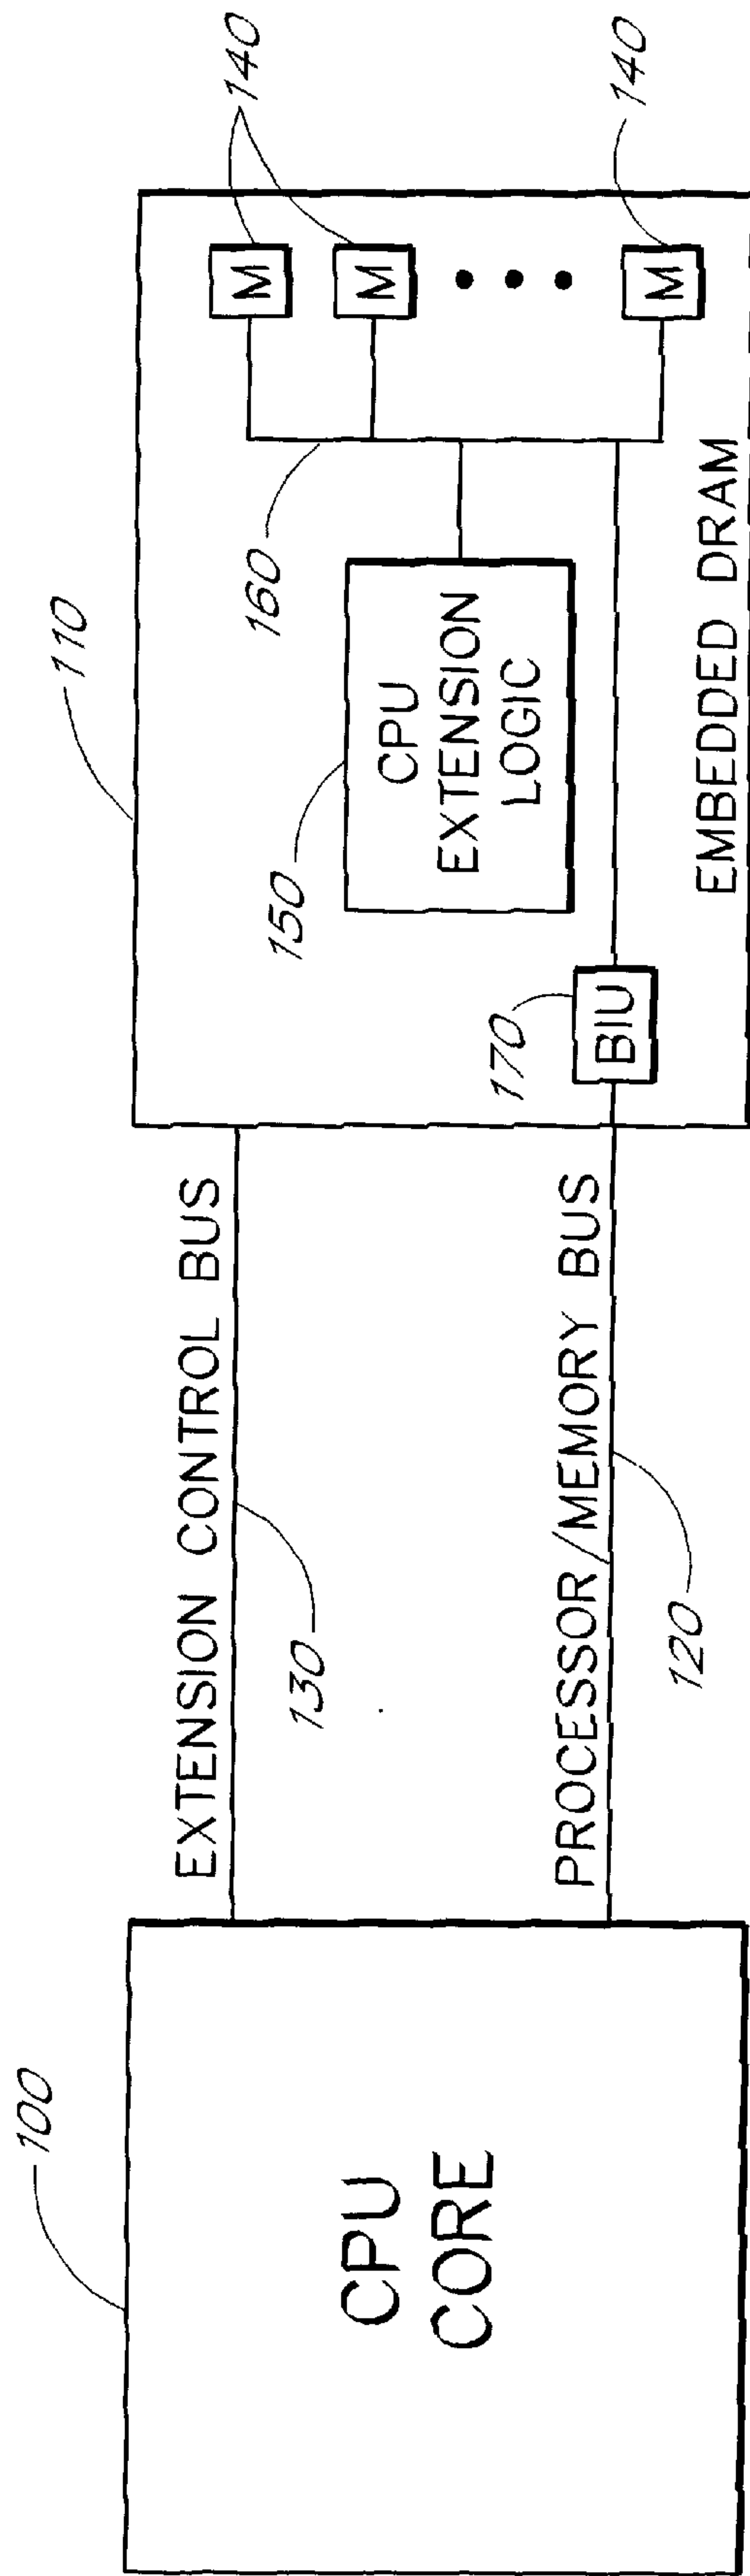 100
CPU
CORE
EXTENSION CONTROL BUS
130
PROCESSOR/MEMORY BUS
120
110
150
CPU
EXTENSION
LOGIC
160
170
BIU
M
M
M
140
140
EMBEDDED DRAM